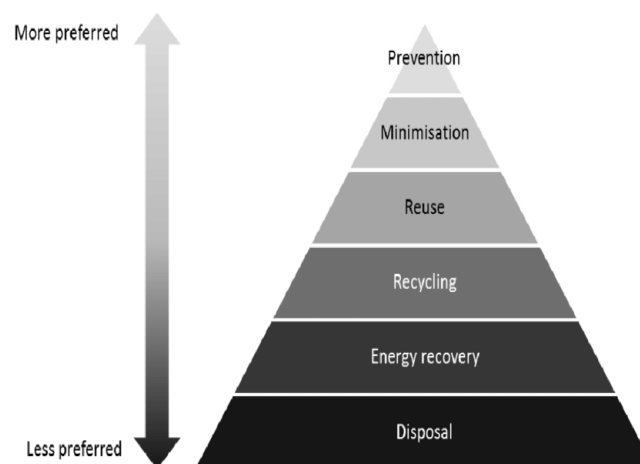 More preferred
Prevention
Minimisation
Reuse
Recycling
Energy recovery
Disposal
Less preferred